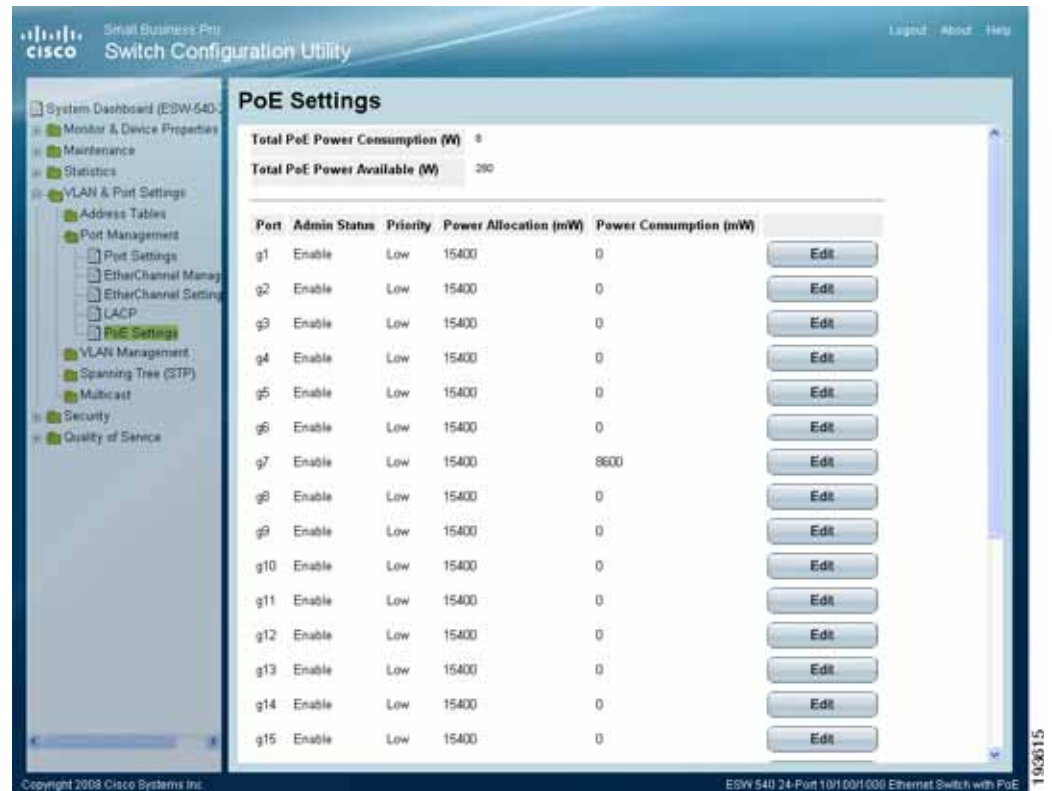 Small Business Pro
cisco Switch Configuration Utility
Logout About Help
System Dashboard (ESW-540-2
Monitor & Device Properties
Maintenance
Statistics
VLAN & Port Settings
Address Tables
Port Management
Port Settings
EtherChannel Manag
EtherChannel Setting
LACP
PoE Settings
VLAN Management
Spanning Tree (STP)
Multicast
Security
Quality of Service
PoE Settings
Total PoE Power Consumption (W) 8
Total PoE Power Available (W) 280
Port Admin Status Priority Power Allocation (mW) Power Consumption (mW)
g1 Enable Low 15400 0 Edit
g2 Enable Low 15400 0 Edit
g3 Enable Low 15400 0 Edit
g4 Enable Low 15400 0 Edit
g5 Enable Low 15400 0 Edit
g6 Enable Low 15400 0 Edit
g7 Enable Low 15400 8600 Edit
g8 Enable Low 15400 0 Edit
g9 Enable Low 15400 0 Edit
g10 Enable Low 15400 0 Edit
g11 Enable Low 15400 0 Edit
g12 Enable Low 15400 0 Edit
g13 Enable Low 15400 0 Edit
g14 Enable Low 15400 0 Edit
g15 Enable Low 15400 0 Edit
Copyright 2008 Cisco Systems Inc.
ESW 540 24-Port 10/100/1000 Ethernet Switch with PoE
193615